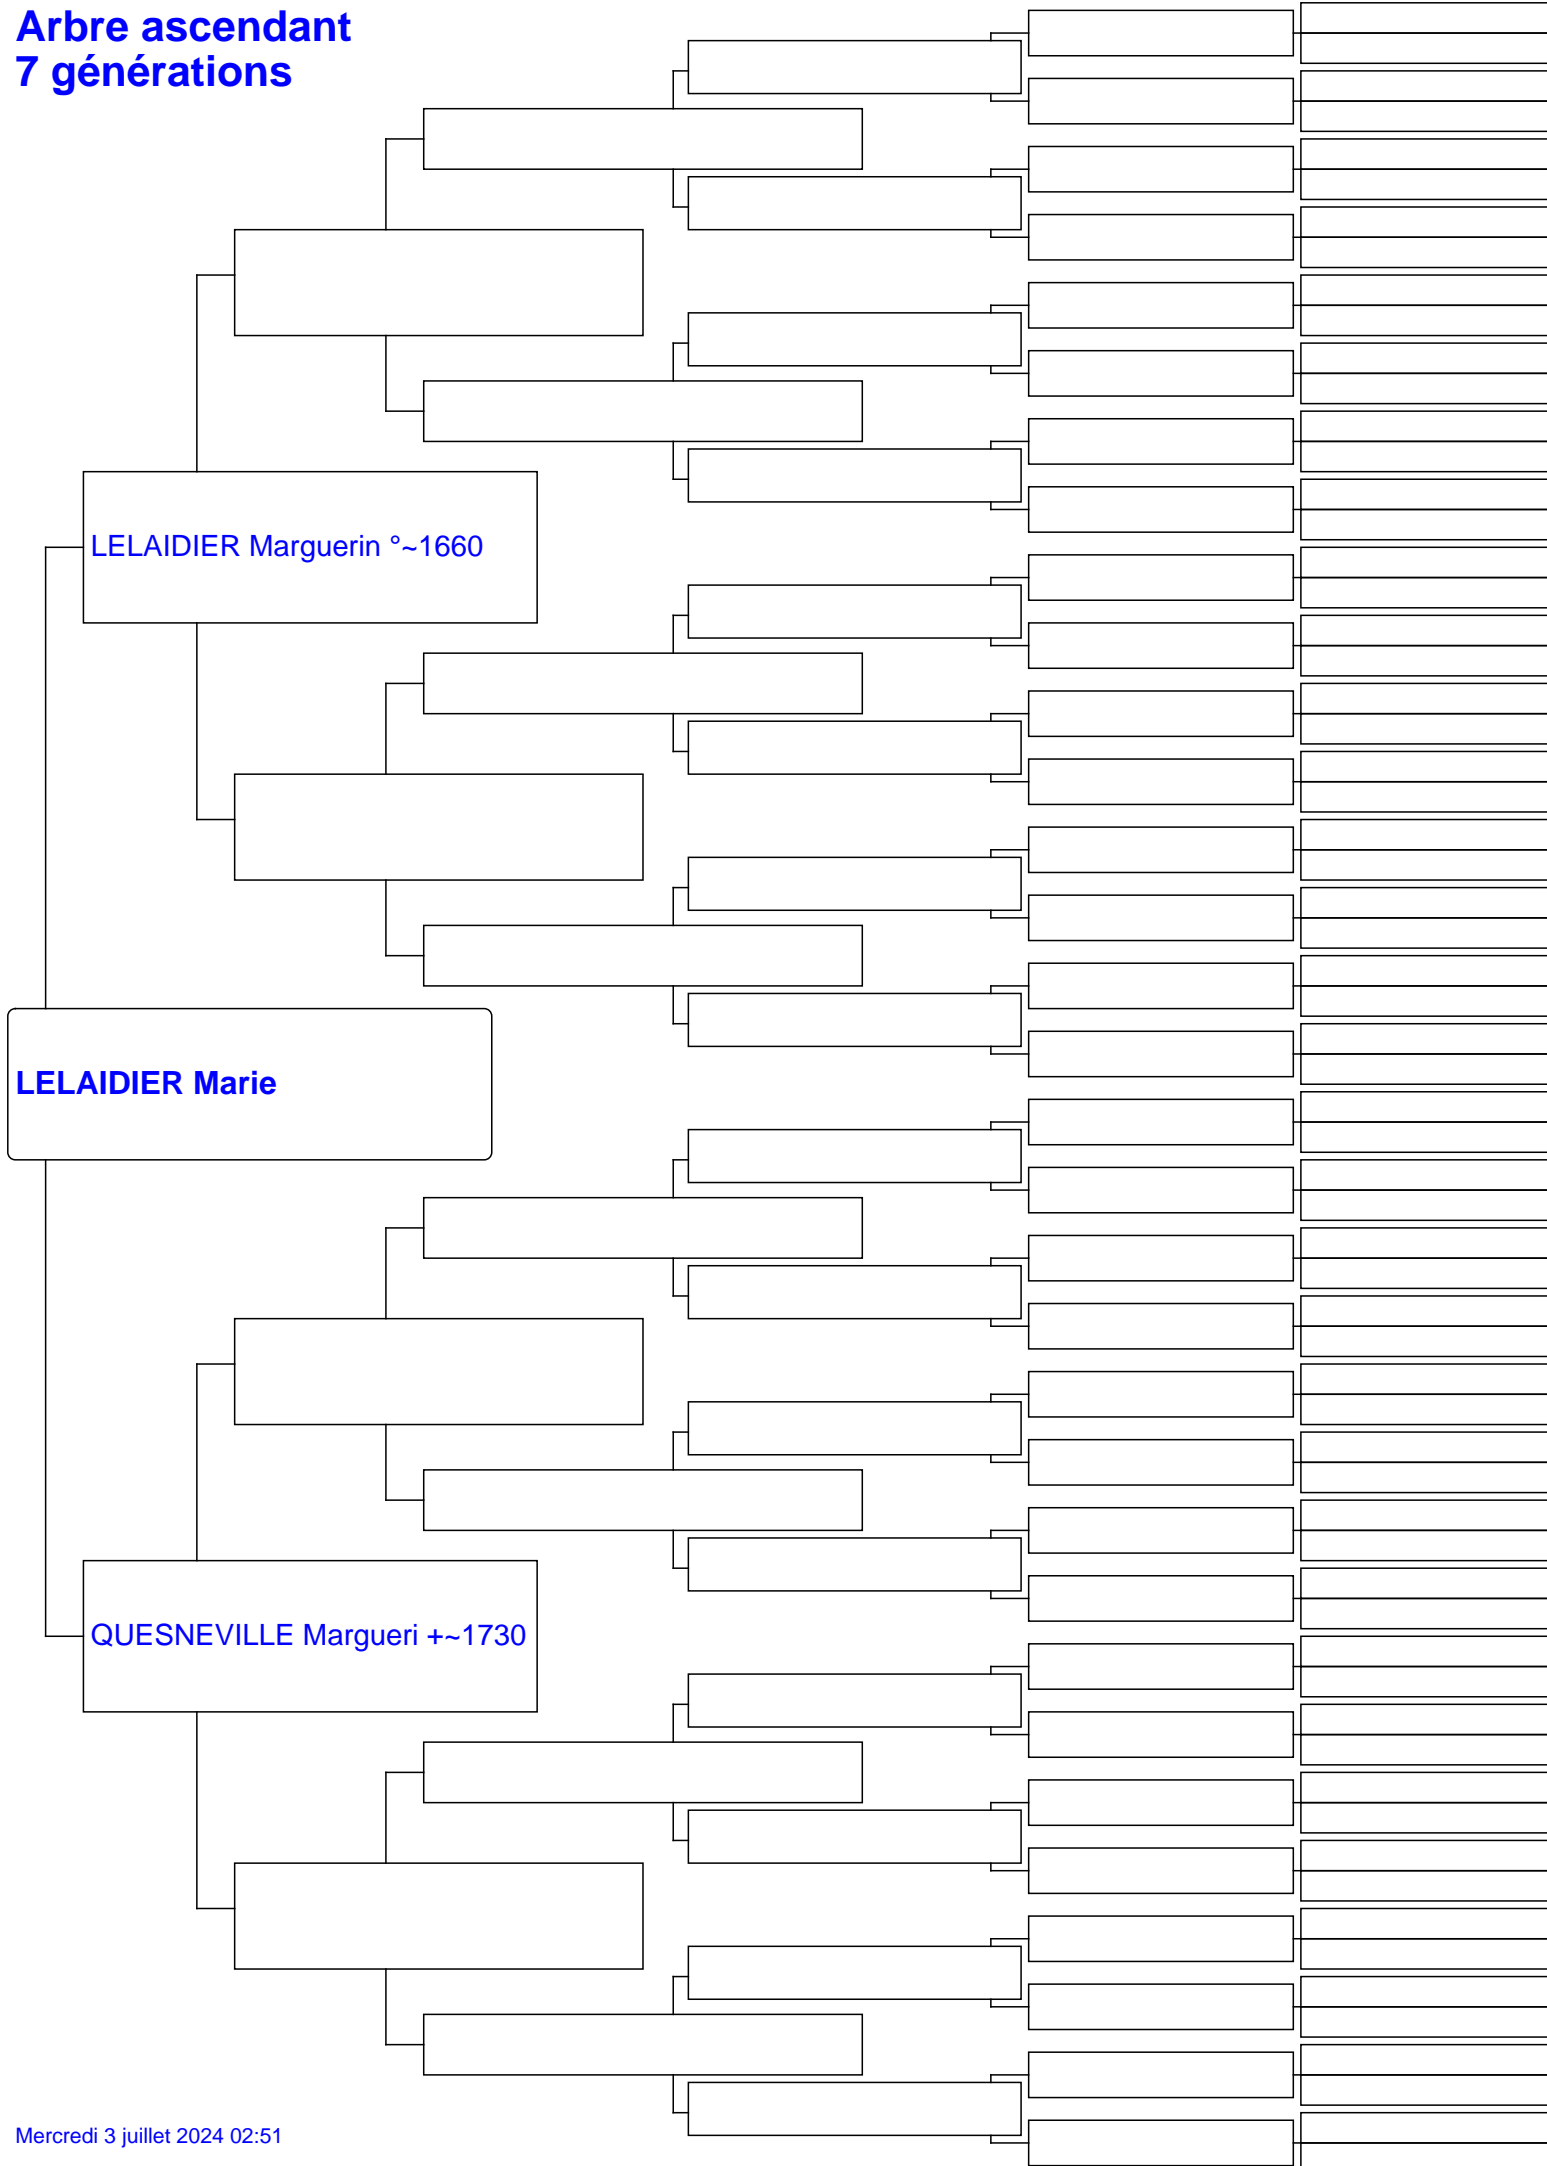 Arbre ascendant
7 générations
LELAIDIER Marguerin °~1660
LELAIDIER Marie
QUESNEVILLE Margueri +~1730
Mercredi 3 juillet 2024 02:51